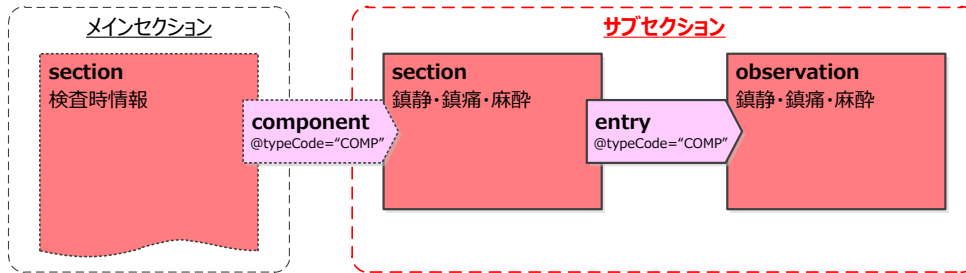 メインセクション
サブセクション
section
検査時情報
component
@typeCode=“COMP”
section
鎮静・鎮痛・麻酔
entry
@typeCode=“COMP”
observation
鎮静・鎮痛・麻酔